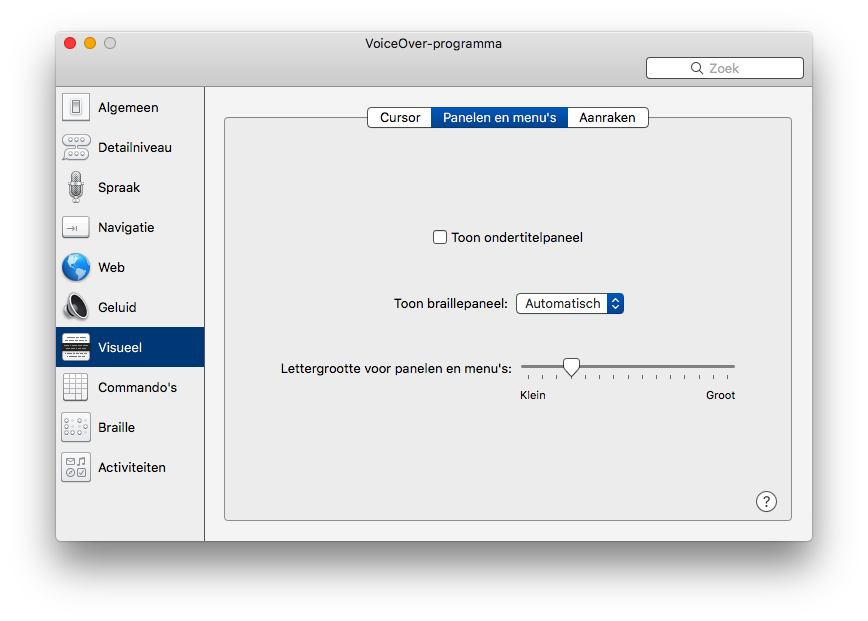 VoiceOver-programma
Zoek
Algemeen
Detailniveau
Spraak
Navigatie
Web
Geluid
Visueel
Commando's
Braille
Activiteiten
Cursor
Panelen en menu's
Aanraken
Toon ondertitelpaneel
Toon braillepaneel: Automatisch
Lettergrootte voor panelen en menu's:
Klein
Groot
?